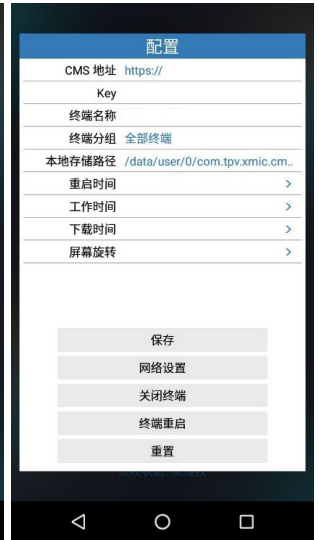 配置
CMS 地址 https://
Key
终端名称
终端分组 全部终端
本地存储路径 /data/user/0/com.tpv.xmic.cm..
重启时间 >
工作时间 >
下载时间 >
屏幕旋转 >
保存
网络设置
关闭终端
终端重启
重置